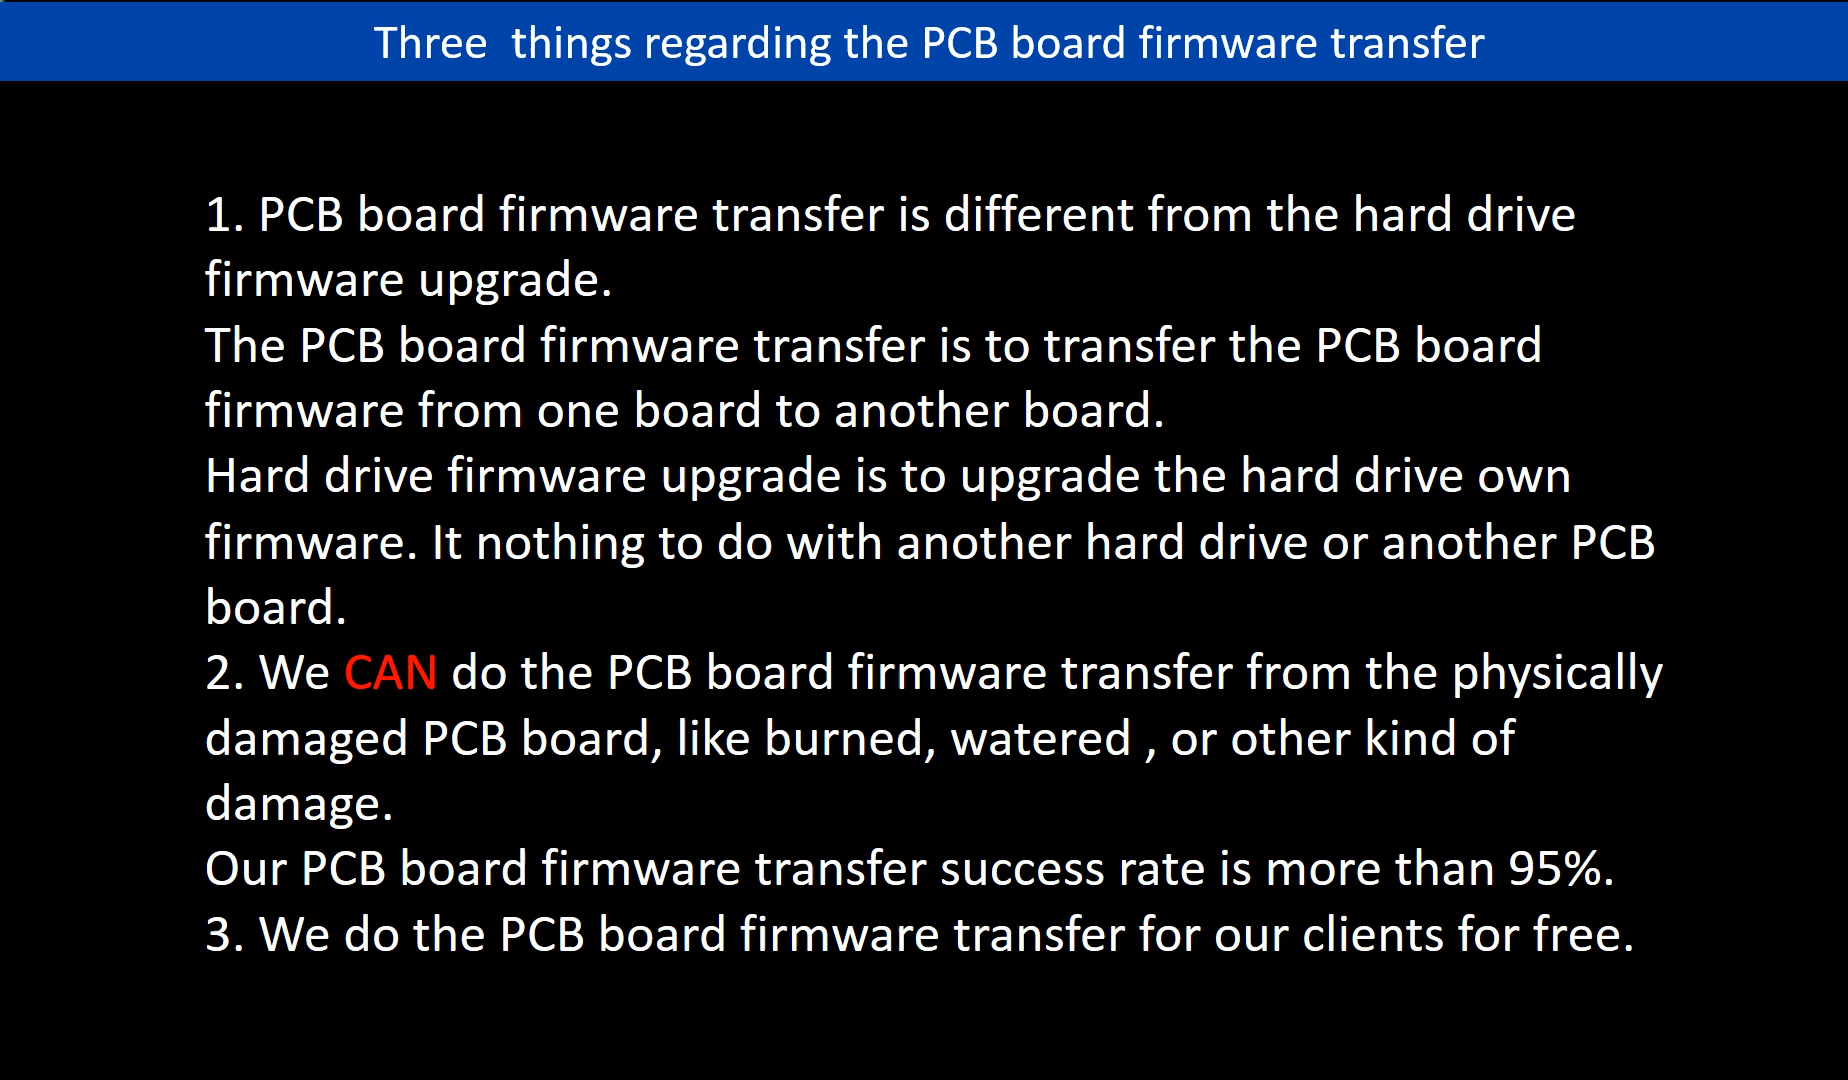 Three  things regarding the PCB board firmware transfer
1. PCB board firmware transfer is different from the hard drive
firmware upgrade.
The PCB board firmware transfer is to transfer the PCB board
firmware from one board to another board.
Hard drive firmware upgrade is to upgrade the hard drive own
firmware. It nothing to do with another hard drive or another PCB
board.
2. We CAN do the PCB board firmware transfer from the physically
damaged PCB board, like burned, watered , or other kind of
damage.
Our PCB board firmware transfer success rate is more than 95%.
3. We do the PCB board firmware transfer for our clients for free.